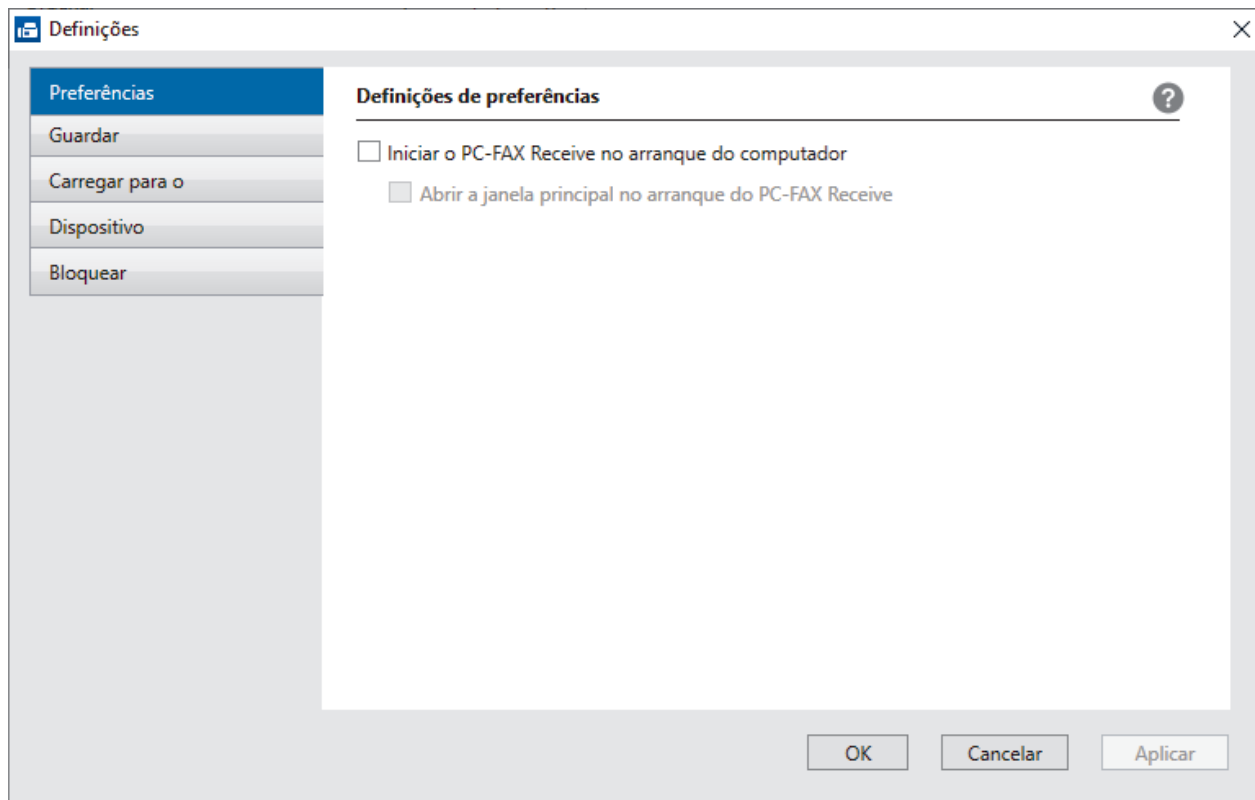 Definições
Preferências
Guardar
Carregar para o
Dispositivo
Bloquear
Definições de preferências
?
Iniciar o PC-FAX Receive no arranque do computador
Abrir a janela principal no arranque do PC-FAX Receive
OK
Cancelar
Aplicar